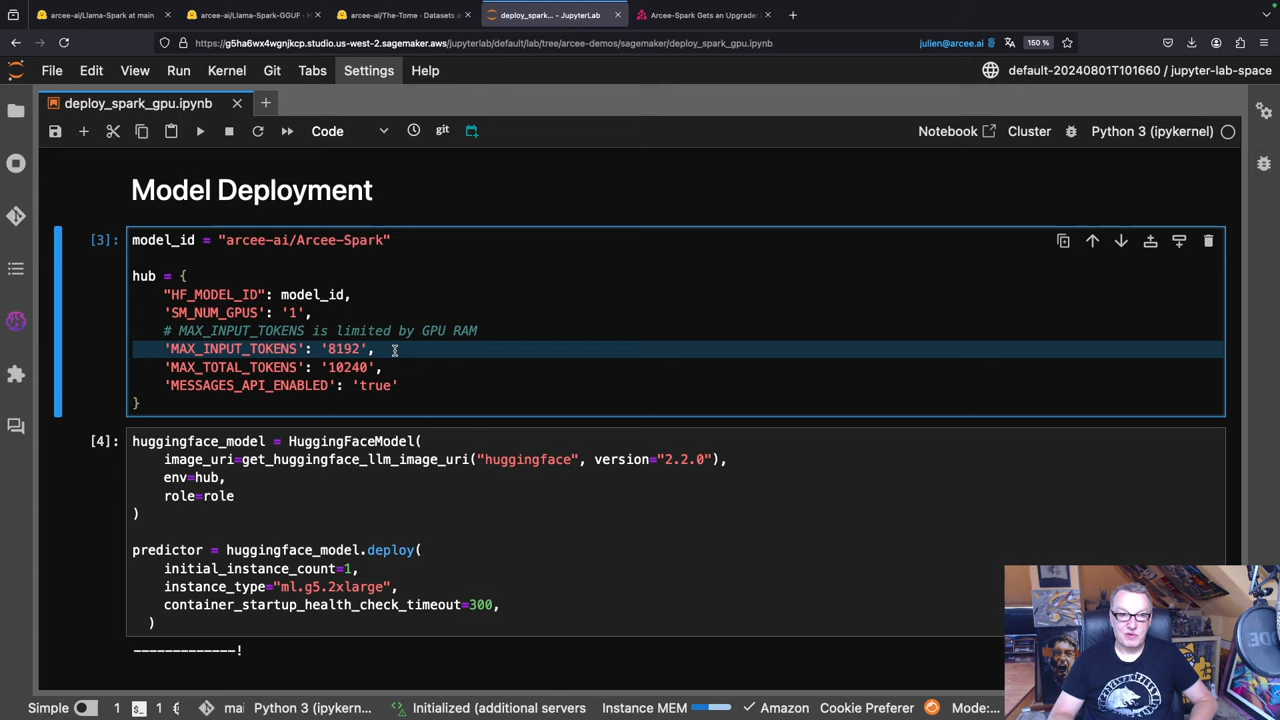 arcee-ai/Llama-Spark at main
arcee-ai/Llama-Spark-GGUF · H
arcee-ai/The-Tome · Datasets at
deploy_spark... - JupyterLab
Arcee-Spark Gets an Upgrade:
https://g5ha6wx4wgnjkcp.studio.us-west-2.sagemaker.aws/jupyterlab/default/lab/tree/arcee-demos/sagemaker/deploy_spark_gpu.ipynb
julien@arcee.ai
150 %
File Edit View Run Kernel Git Tabs Settings Help
default-20240801T101660 / jupyter-lab-space
deploy_spark_gpu.ipynb
Code
git
Notebook
Cluster
Python 3 (ipykernel)
Model Deployment
[3]:
model_id = "arcee-ai/Arcee-Spark"
hub = {
"HF_MODEL_ID": model_id,
'SM_NUM_GPUS': '1',
# MAX_INPUT_TOKENS is limited by GPU RAM
'MAX_INPUT_TOKENS': '8192',
'MAX_TOTAL_TOKENS': '10240',
'MESSAGES_API_ENABLED': 'true'
}
[4]:
huggingface_model = HuggingFaceModel(
image_uri=get_huggingface_llm_image_uri("huggingface", version="2.2.0"),
env=hub,
role=role
)
predictor = huggingface_model.deploy(
initial_instance_count=1,
instance_type="ml.g5.2xlarge",
container_startup_health_check_timeout=300,
)
-------------!
Simple
1
$_
1
mai
Python 3 (ipykern...
Initialized (additional servers
Instance MEM
Amazon
Cookie Preferer
Mode:...